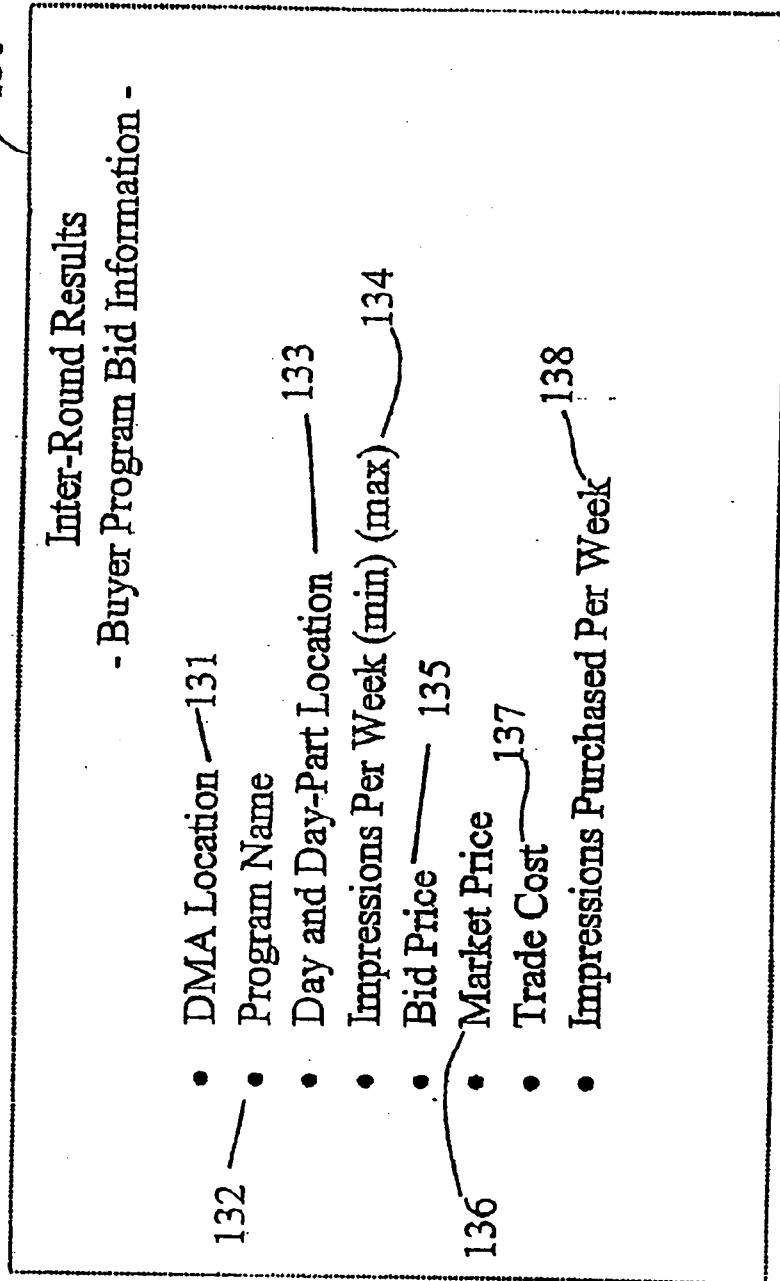 Inter-Round Results
- Buyer Program Bid Information -
• DMA Location 131
132 • Program Name
• Day and Day-Part Location 133
• Impressions Per Week (min) (max) 134
• Bid Price 135
136 • Market Price
• Trade Cost 137
• Impressions Purchased Per Week 138